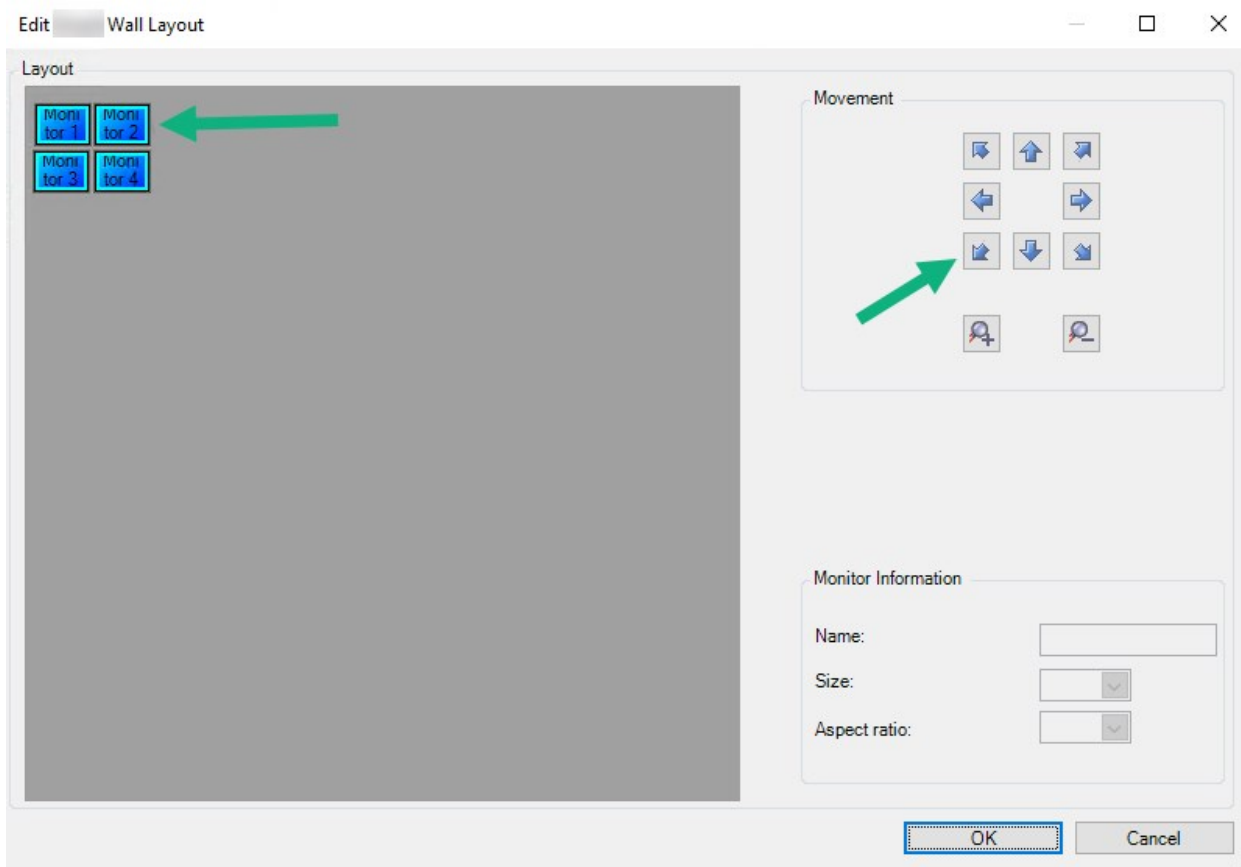 Edit Wall Layout
Layout
Moni
tor 1
Moni
tor 2
Moni
tor 3
Moni
tor 4
Movement
Monitor Information
Name:
Size:
Aspect ratio:
OK
Cancel